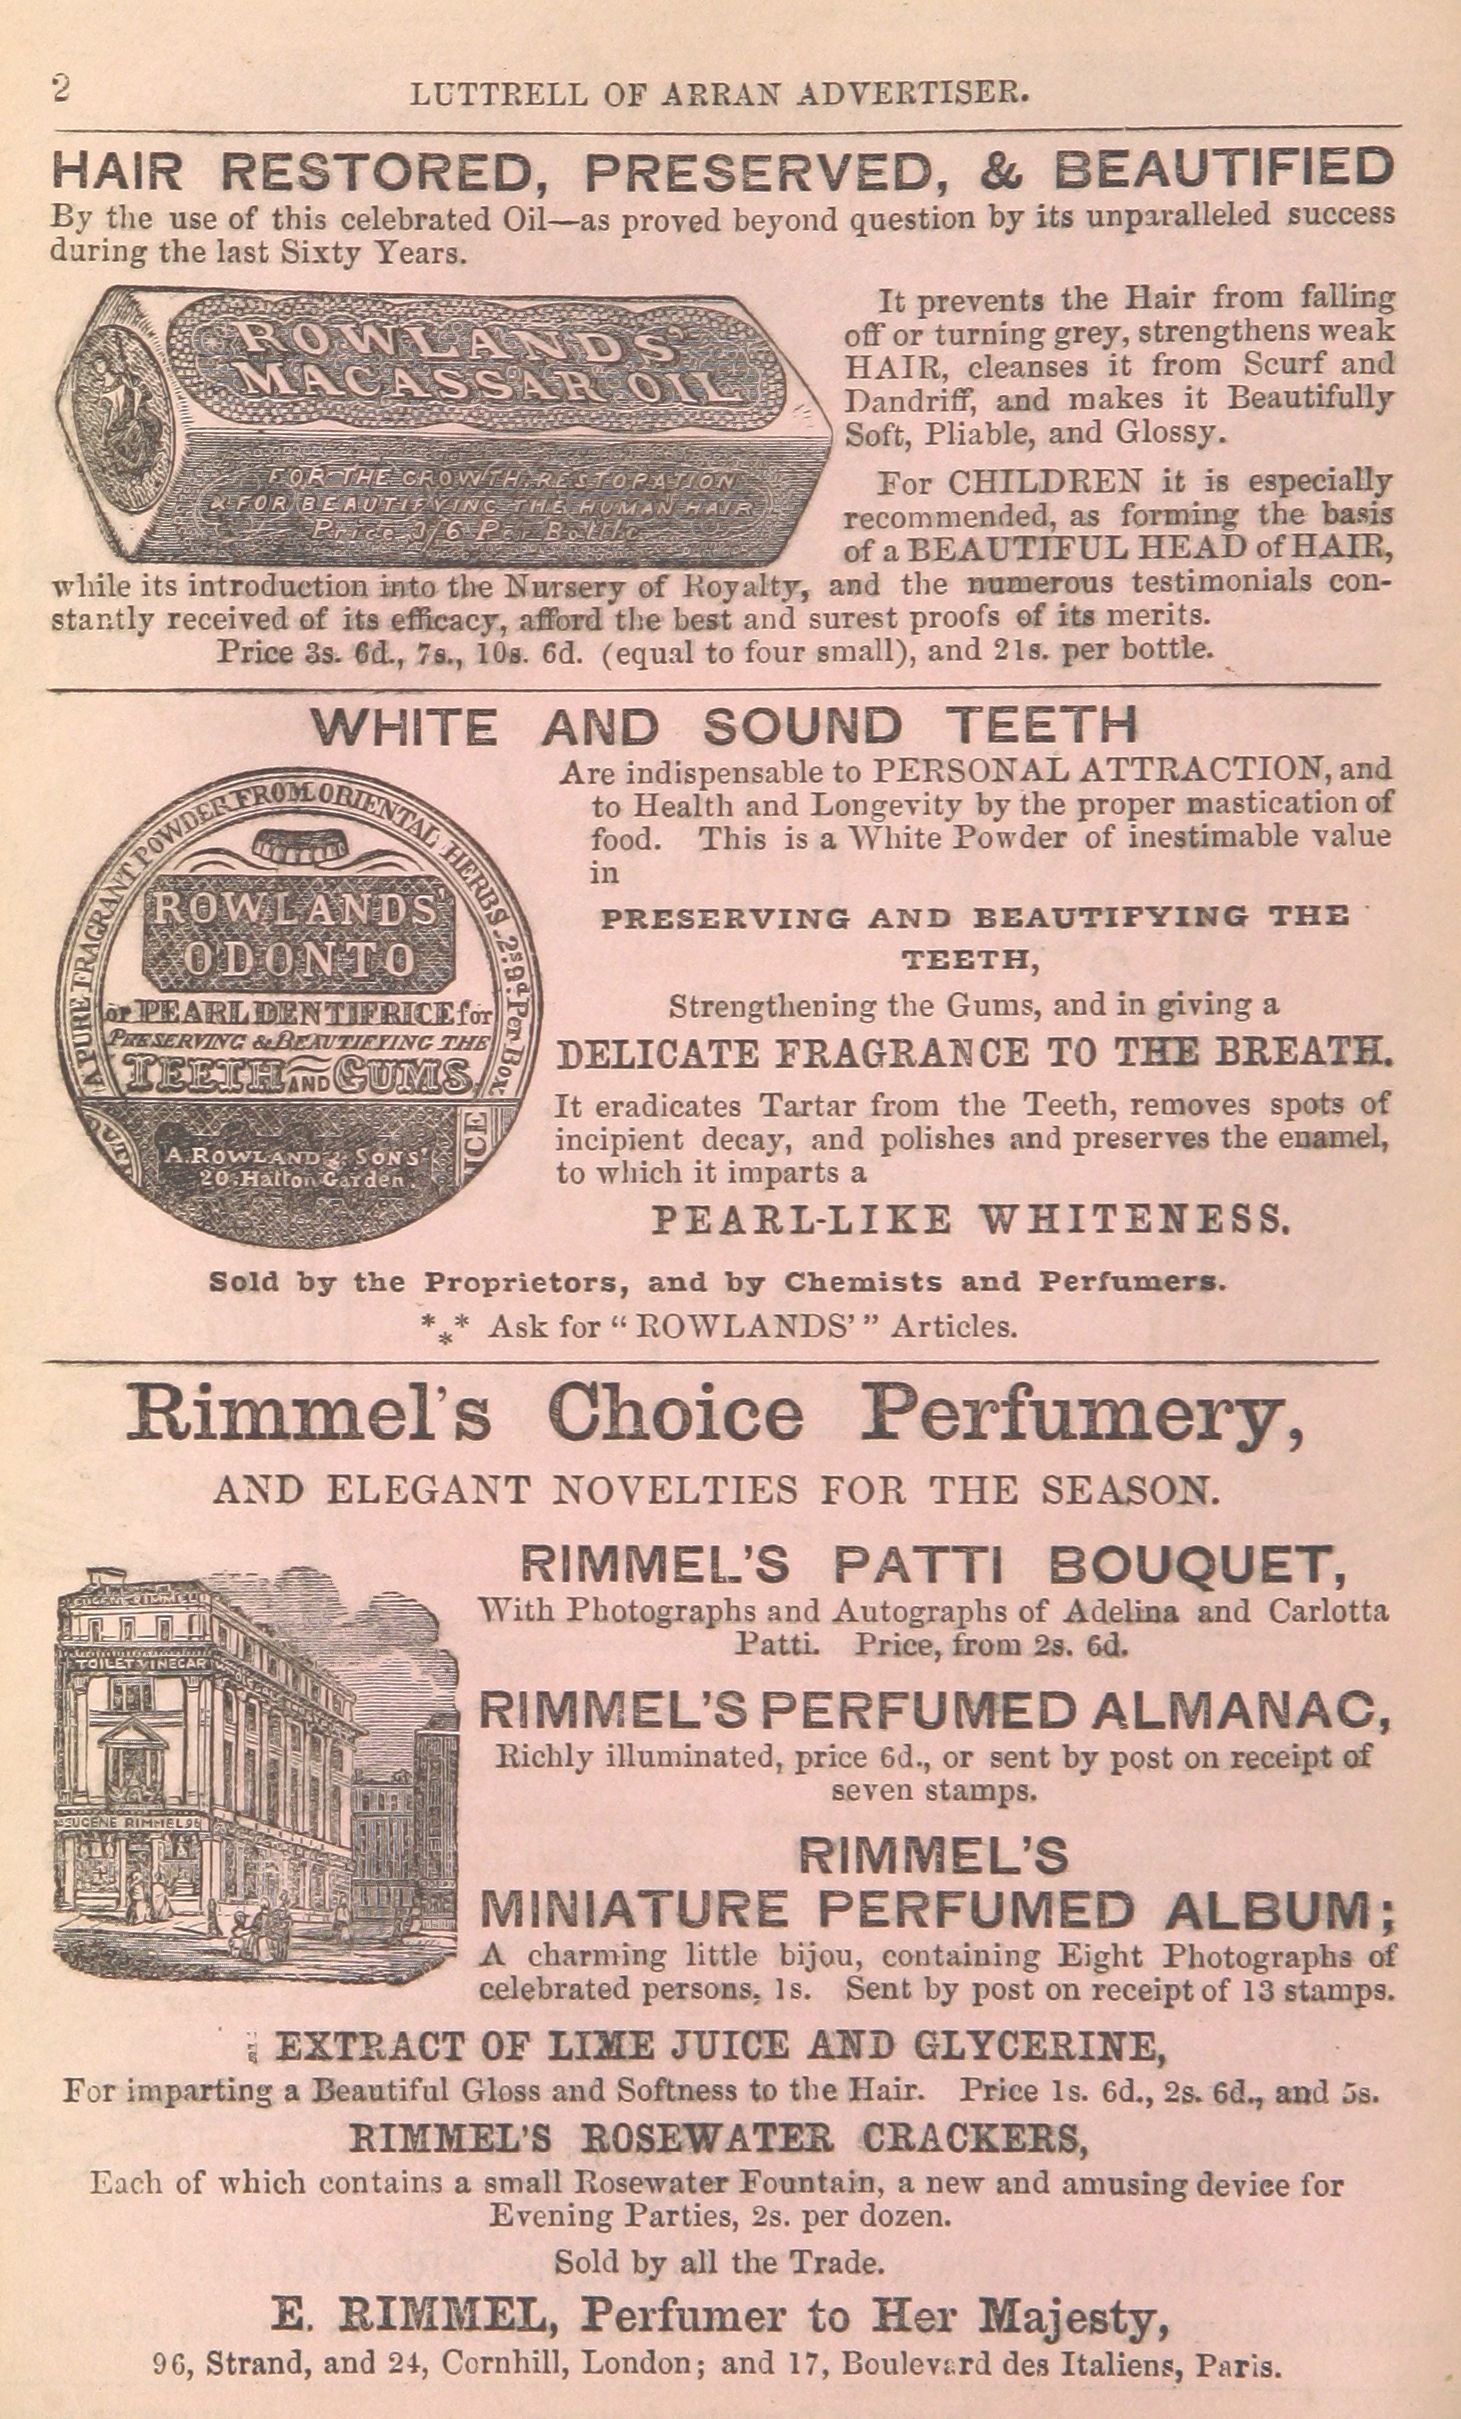 2
LUTTRELL OF ARRAN ADVERTISER.
HAIR RESTORED, PRESERVED, & BEAUTIFIED
By the use of this celebrated Oil—as proved beyond question by its unparalleled success
during the last Sixty Years.
ROWLANDS'
MACASSAR OIL
FOR THE GROWTH, RESTORATION
& FOR BEAUTIFYING THE HUMAN HAIR
Price 3/6 Per Bottle
It prevents the Hair from falling
off or turning grey, strengthens weak
HAIR, cleanses it from Scurf and
Dandriff, and makes it Beautifully
Soft, Pliable, and Glossy.
For CHILDREN it is especially
recommended, as forming the basis
of a BEAUTIFUL HEAD of HAIR,
while its introduction into the Nursery of Royalty, and the numerous testimonials con-
stantly received of its efficacy, afford the best and surest proofs of its merits.
Price 3s. 6d., 7s., 10s. 6d. (equal to four small), and 21s. per bottle.
WHITE AND SOUND TEETH
A PURE FRAGRANT POWDER FROM ORIENTAL HERBS. 2s 9d. Per Box
ROWLANDS'
ODONTO
or PEARL DENTIFRICE for
PRESERVING & BEAUTIFYING THE
TEETH AND GUMS.
A. ROWLAND & SONS'
20. Hatton Garden.
Are indispensable to PERSONAL ATTRACTION, and
to Health and Longevity by the proper mastication of
food. This is a White Powder of inestimable value
in
PRESERVING AND BEAUTIFYING THE
TEETH,
Strengthening the Gums, and in giving a
DELICATE FRAGRANCE TO THE BREATH.
It eradicates Tartar from the Teeth, removes spots of
incipient decay, and polishes and preserves the enamel,
to which it imparts a
PEARL-LIKE WHITENESS.
Sold by the Proprietors, and by Chemists and Perfumers.
*** Ask for "ROWLANDS'" Articles.
Rimmel's Choice Perfumery,
AND ELEGANT NOVELTIES FOR THE SEASON.
EUGENE RIMMEL
TOILET VINEGAR
EUGENE RIMMEL 96
RIMMEL'S PATTI BOUQUET,
With Photographs and Autographs of Adelina and Carlotta
Patti. Price, from 2s. 6d.
RIMMEL'S PERFUMED ALMANAC,
Richly illuminated, price 6d., or sent by post on receipt of
seven stamps.
RIMMEL'S
MINIATURE PERFUMED ALBUM;
A charming little bijou, containing Eight Photographs of
celebrated persons, 1s. Sent by post on receipt of 13 stamps.
EXTRACT OF LIME JUICE AND GLYCERINE,
For imparting a Beautiful Gloss and Softness to the Hair. Price 1s. 6d., 2s. 6d., and 5s.
RIMMEL'S ROSEWATER CRACKERS,
Each of which contains a small Rosewater Fountain, a new and amusing device for
Evening Parties, 2s. per dozen.
Sold by all the Trade.
E. RIMMEL, Perfumer to Her Majesty,
96, Strand, and 24, Cornhill, London; and 17, Boulevard des Italiens, Paris.